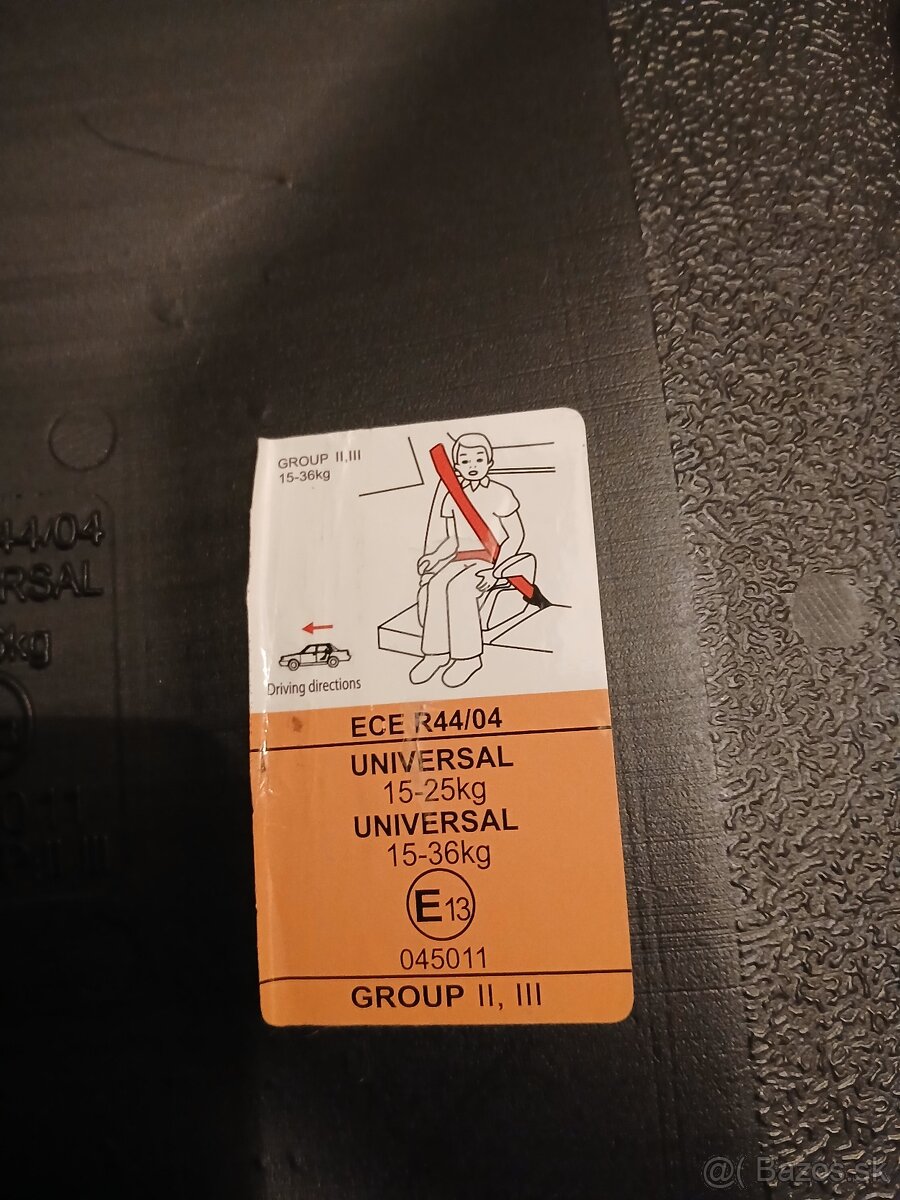 GROUP II,III
15-36kg
Driving directions
ECE R44/04
UNIVERSAL
15-25kg
UNIVERSAL
15-36kg
E13
045011
GROUP II, III
44/04
RSAL
kg
@( Bazos.sk